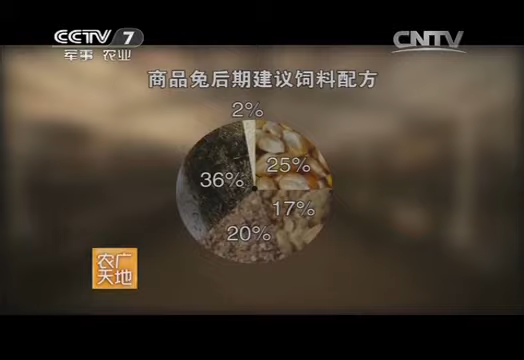 CCTV 7
军事 农业
CNTV
商品兔后期建议饲料配方
2%
25%
36%
17%
20%
农广
天地